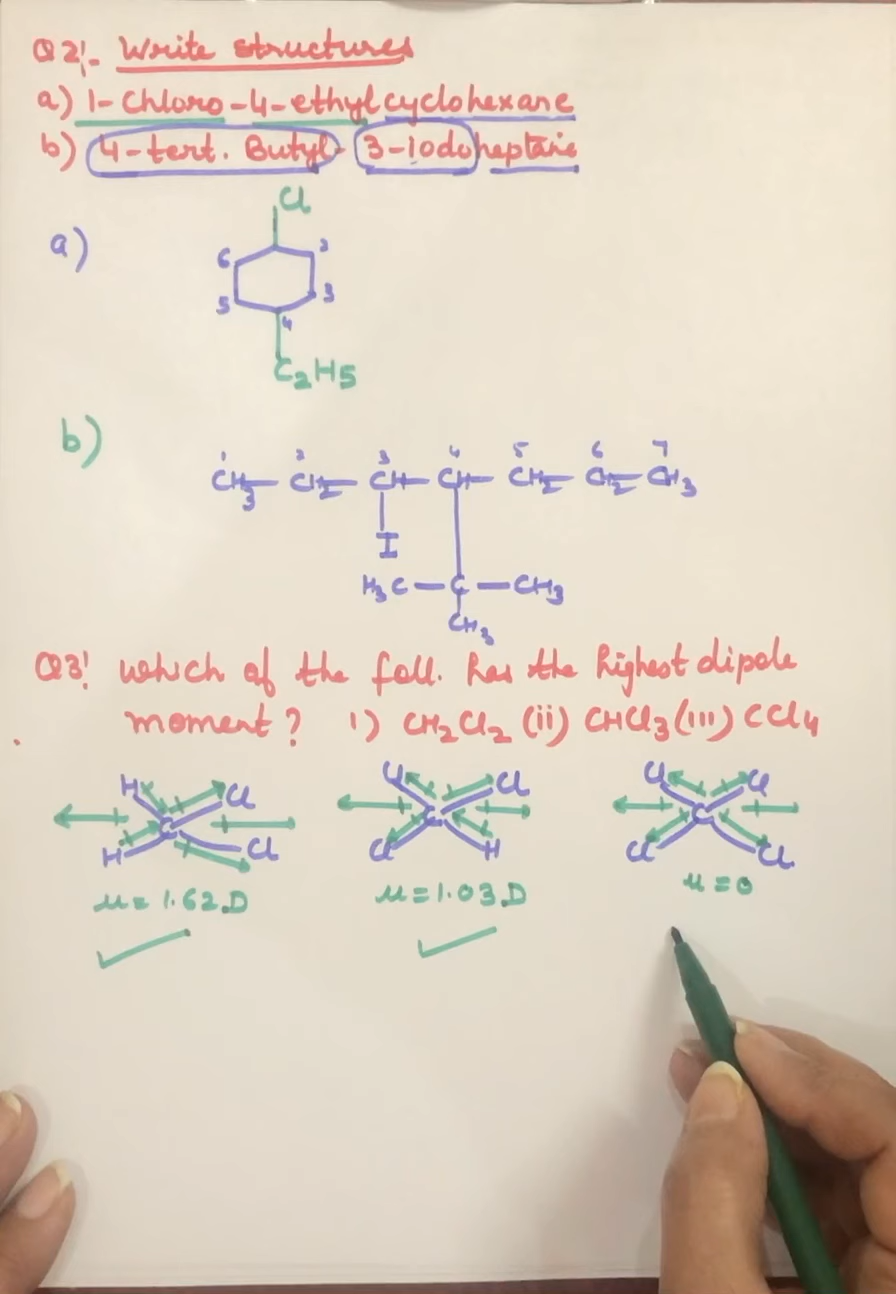 Q2!- Write structures
a) 1-Chloro-4-ethylcyclohexane
b) 4-tert. Butyl-3-iodoheptane
a)
Cl
6 2
5 3
4
C2H5
b)
1 2 3 4 5 6 7
CH3-CH2-CH-CH-CH2-CH2-CH3
I
H3C-C-CH3
CH3
Q3! which of the foll. has the highest dipole
moment? 1) CH2Cl2 (ii) CHCl3 (iii) CCl4
H Cl Cl Cl Cl Cl
C C C
H Cl Cl H Cl Cl
μ= 1.62.D μ=1.03.D μ=0